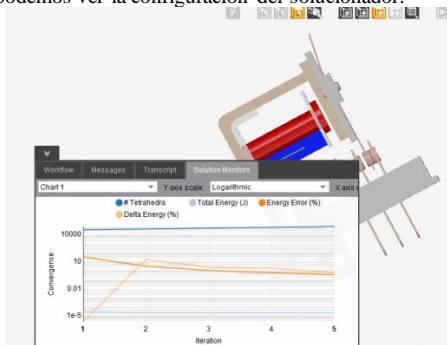 podemos ver la configuración del solucionador.
Workflow Messages Transcript Solution Monitors
Chart 1 Y axis scale: Logarithmic X axis
# Tetrahedra Total Energy (J) Energy Error (%)
Delta Energy (%)
Convergence
10000
10
0.01
1e-5
1 2 3 4 5
Iteration